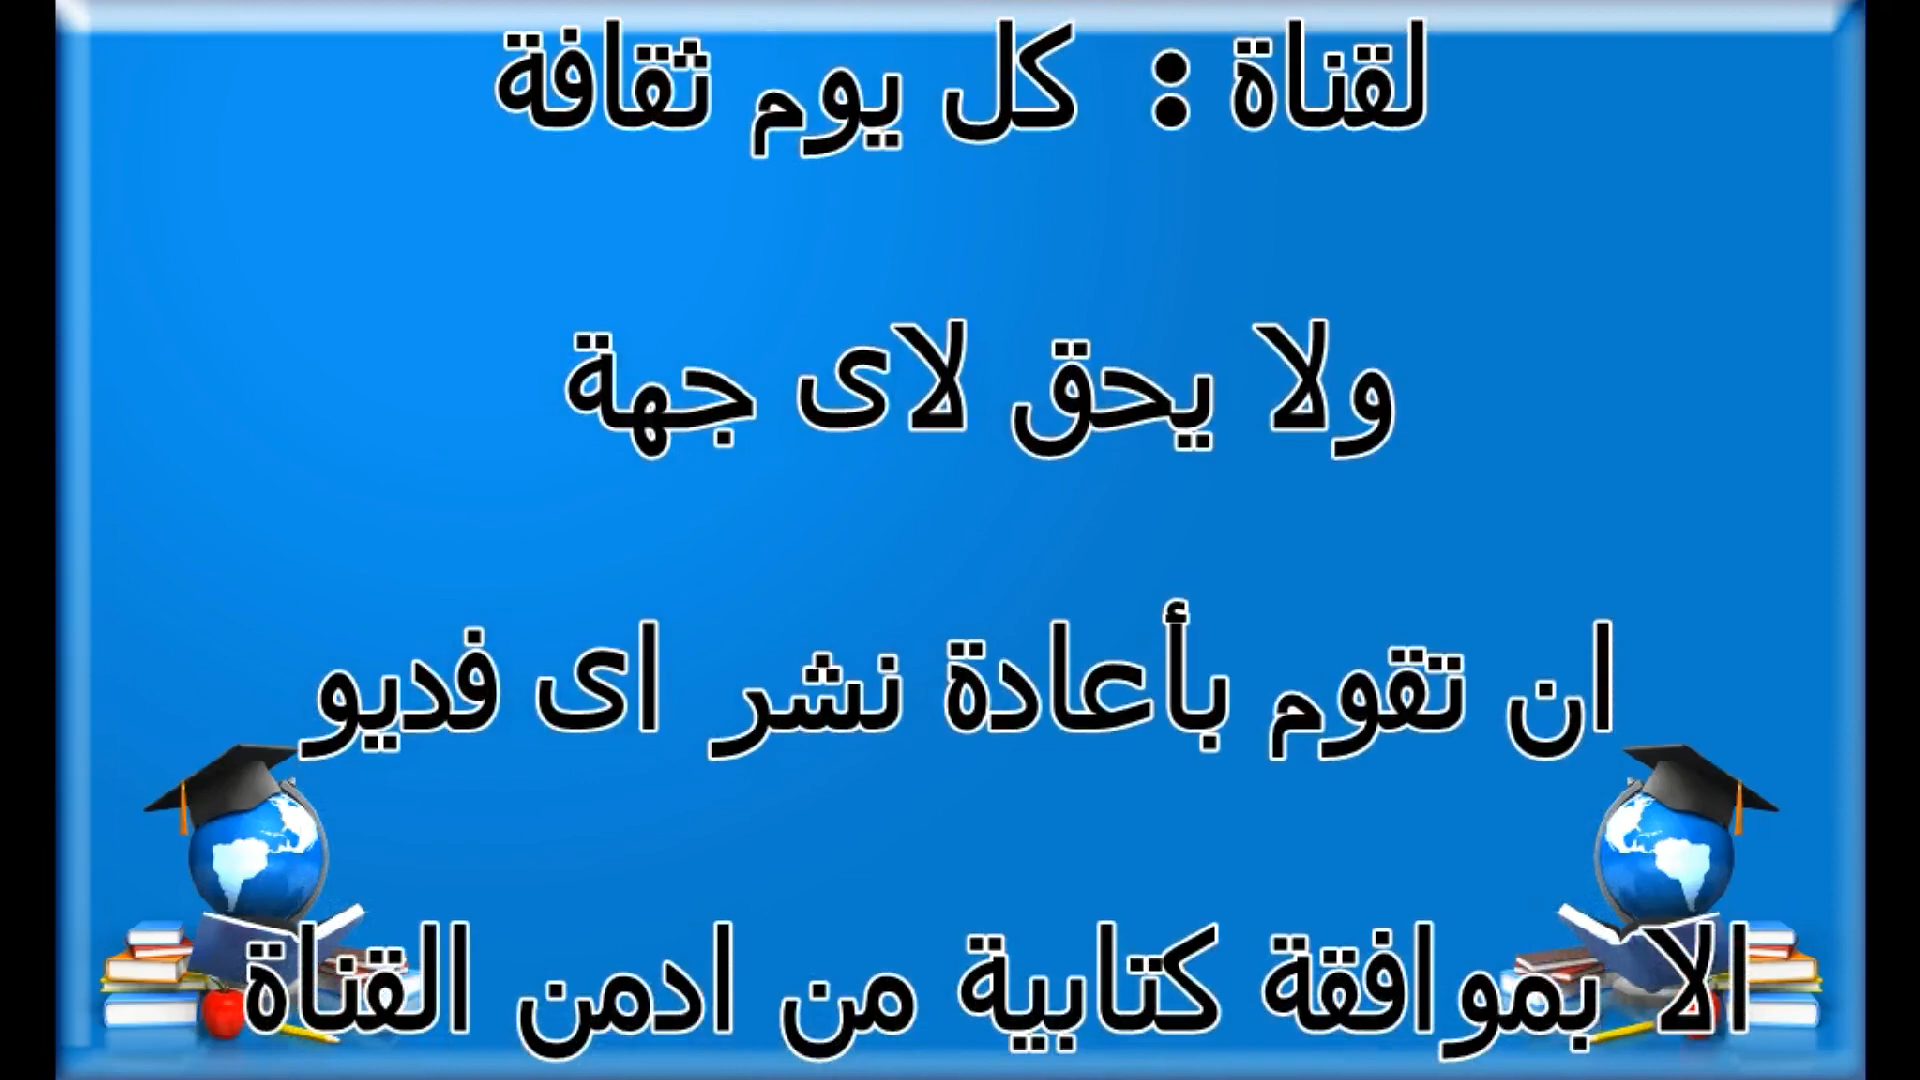 لقناة : كل يوم ثقافة
ولا يحق لاى جهة
ان تقوم بأعادة نشر اى فديو
الا بموافقة كتابية من ادمن القناة